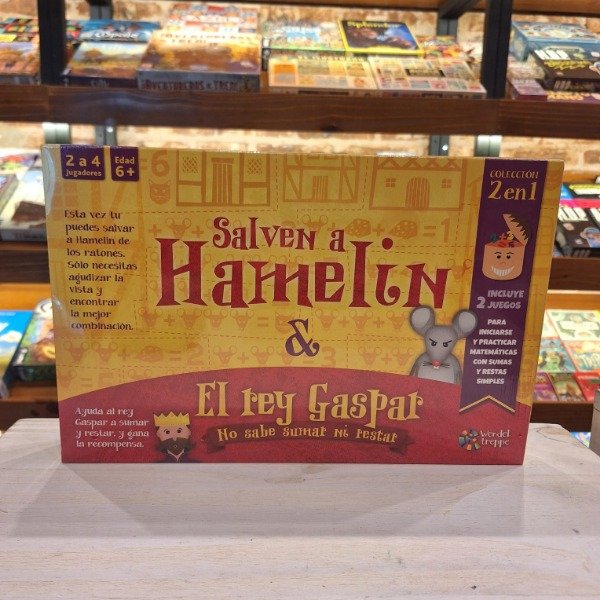 2 a 4
jugadores
Edad
6+
Esta vez tu
puedes salvar
a Hamelin de
los ratones.
Sólo necesitas
agudizar la
vista y
encontrar
la mejor
combinación.
Salven a
Hamelin
&
El rey Gaspar
No sabe sumar ni restar
Ayuda al rey
Gaspar a sumar
y restar, y gana
la recompensa.
COLECCIÓN
2 en 1
2 INCLUYE
JUEGOS
PARA
INICIARSE
Y PRACTICAR
MATEMÁTICAS
CON SUMAS
Y RESTAS
SIMPLES
Werdel
treppe